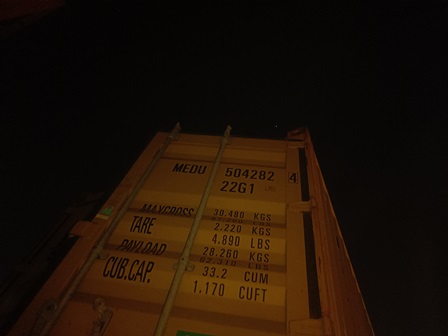 MEDU 504282 4
22G1
MAXGROSS 30.480 KGS
TARE 2.220 KGS
4.890 LBS
PAYLOAD 28.260 KGS
CUB.CAP. 33.2 CUM
1.170 CUFT